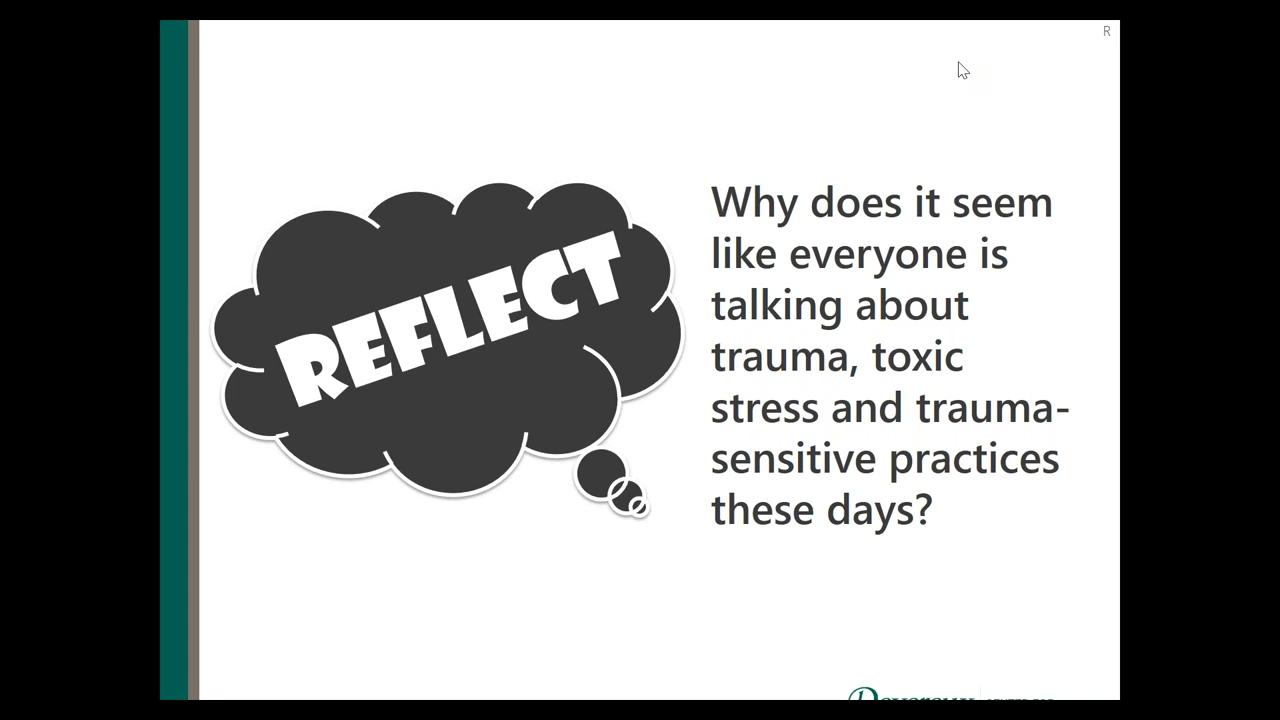 R
REFLECT
Why does it seem
like everyone is
talking about
trauma, toxic
stress and trauma-
sensitive practices
these days?